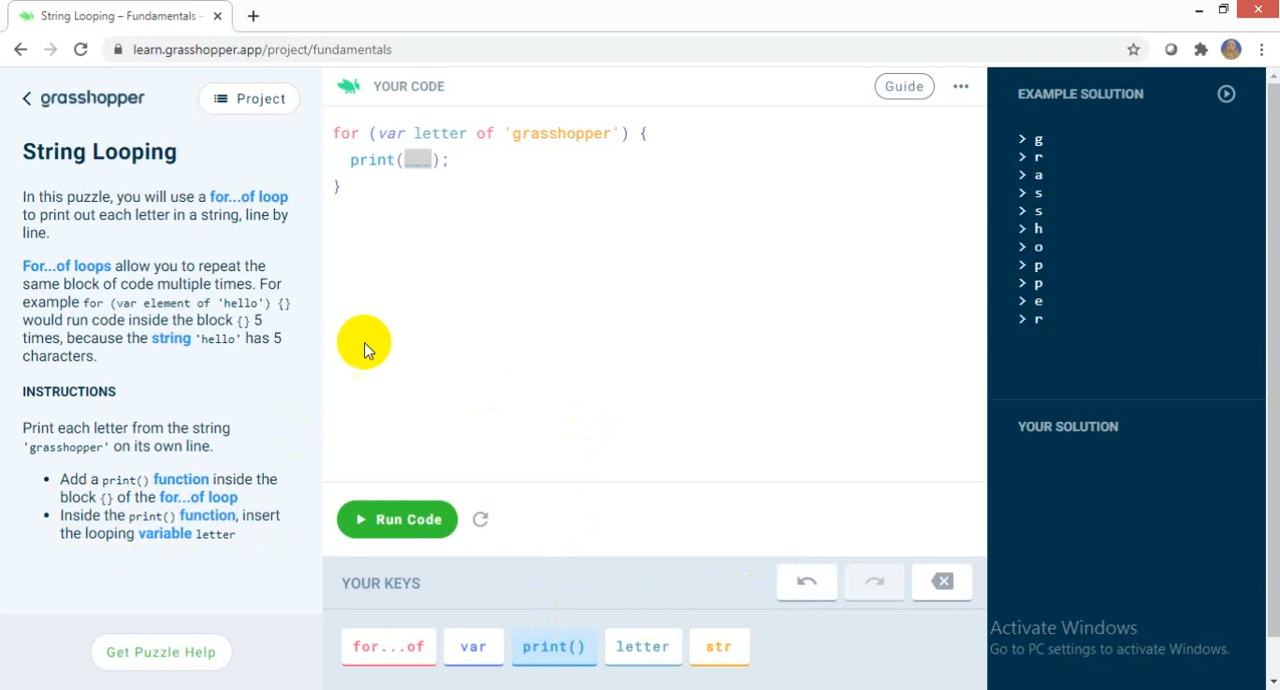 String Looping – Fundamentals -
learn.grasshopper.app/project/fundamentals
grasshopper
Project
String Looping
In this puzzle, you will use a for...of loop
to print out each letter in a string, line by
line.
For...of loops allow you to repeat the
same block of code multiple times. For
example for (var element of 'hello') {}
would run code inside the block {} 5
times, because the string 'hello' has 5
characters.
INSTRUCTIONS
Print each letter from the string
'grasshopper' on its own line.
• Add a print() function inside the
block {} of the for...of loop
• Inside the print() function, insert
the looping variable letter
Get Puzzle Help
YOUR CODE
Guide
for (var letter of 'grasshopper') {
print(___);
}
Run Code
YOUR KEYS
for...of
var
print()
letter
str
EXAMPLE SOLUTION
> g
> r
> a
> s
> s
> h
> o
> p
> p
> e
> r
YOUR SOLUTION
Activate Windows
Go to PC settings to activate Windows.